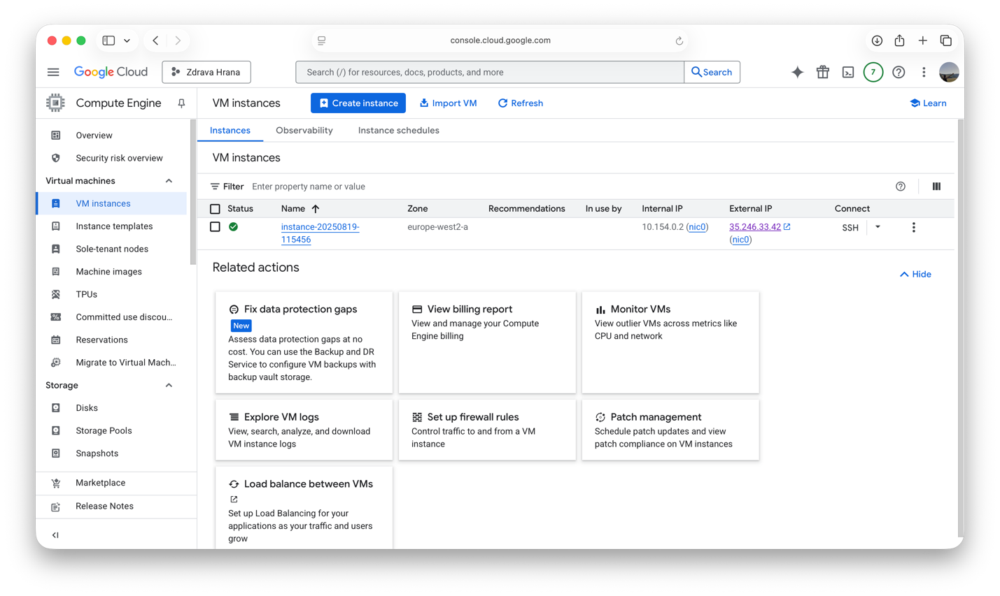 console.cloud.google.com
Google Cloud
Zdrava Hrana
Search (/) for resources, docs, products, and more
Search
7
Compute Engine
VM instances
Create instance
Import VM
Refresh
Learn
Overview
Security risk overview
Virtual machines
VM instances
Instance templates
Sole-tenant nodes
Machine images
TPUs
Committed use discou...
Reservations
Migrate to Virtual Mach...
Storage
Disks
Storage Pools
Snapshots
Marketplace
Release Notes
Instances
Observability
Instance schedules
VM instances
Filter
Enter property name or value
Status
Name
Zone
Recommendations
In use by
Internal IP
External IP
Connect
instance-20250819-
115456
europe-west2-a
10.154.0.2 (nic0)
35.246.33.42
(nic0)
SSH
Related actions
Hide
Fix data protection gaps
New
Assess data protection gaps at no
cost. You can use the Backup and DR
Service to configure VM backups with
backup vault storage.
View billing report
View and manage your Compute
Engine billing
Monitor VMs
View outlier VMs across metrics like
CPU and network
Explore VM logs
View, search, analyze, and download
VM instance logs
Set up firewall rules
Control traffic to and from a VM
instance
Patch management
Schedule patch updates and view
patch compliance on VM instances
Load balance between VMs
Set up Load Balancing for your
applications as your traffic and users
grow